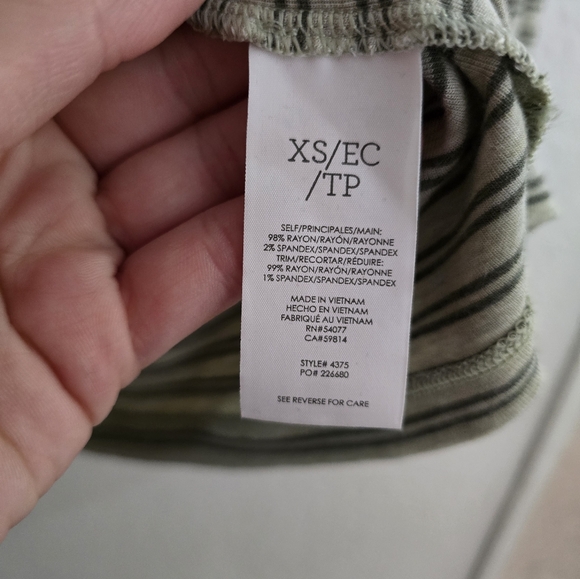 XS/EC
/TP
SELF/PRINCIPALES/MAIN:
98% RAYON/RAYÓN/RAYONNE
2% SPANDEX/SPANDEX/SPANDEX
TRIM/RECORTAR/RÉDUIRE:
99% RAYON/RAYÓN/RAYONNE
1% SPANDEX/SPANDEX/SPANDEX
MADE IN VIETNAM
HECHO EN VIETNAM
FABRIQUÉ AU VIETNAM
RN#54077
CA#59814
STYLE# 4375
PO# 226680
SEE REVERSE FOR CARE